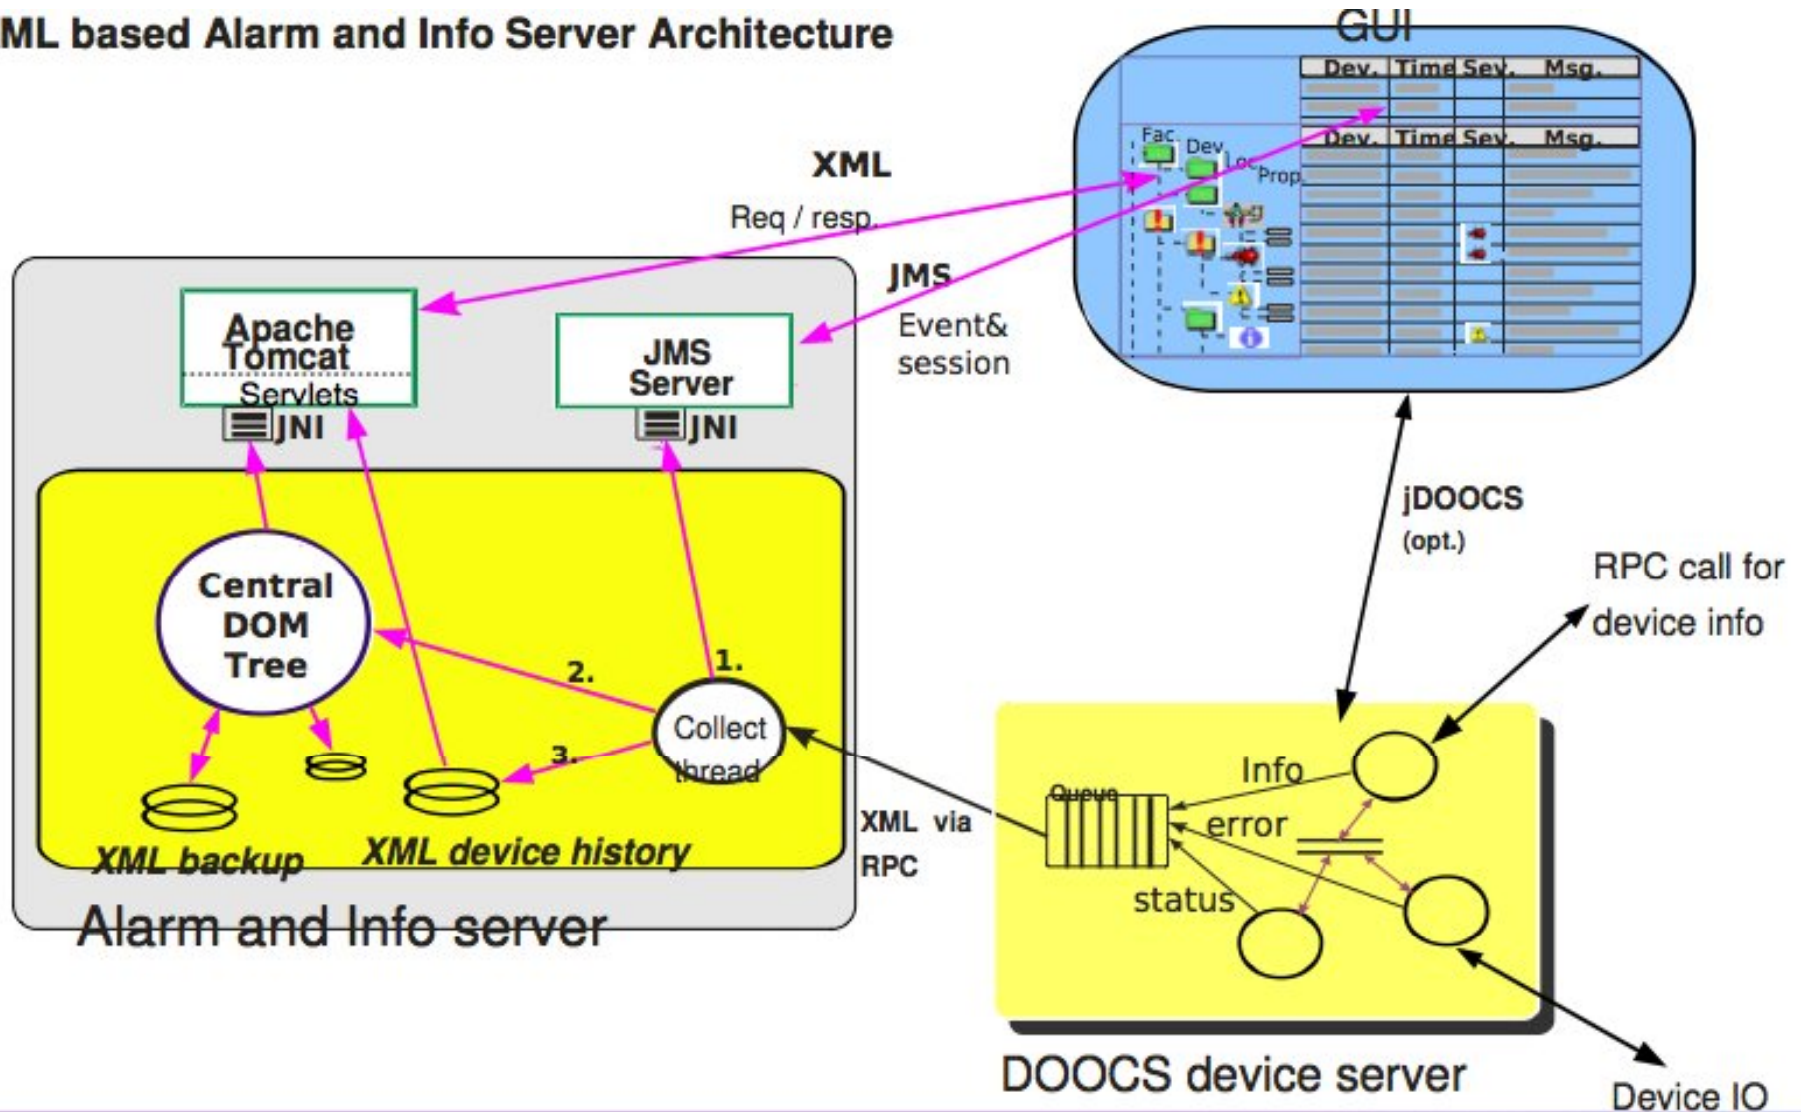 ML based Alarm and Info Server Architecture
GUI
Dev. Time Sev. Msg.
Dev. Time Sev. Msg.
Fac.
Dev.
Loc.
Prop.
XML
Req / resp.
JMS
Event&
session
Apache
Tomcat
Servlets
JNI
JMS
Server
JNI
Central
DOM
Tree
1.
2.
3.
Collect
thread
XML backup
XML device history
Alarm and Info server
XML via
RPC
jDOOCS
(opt.)
RPC call for
device info
Queue
Info
error
status
DOOCS device server
Device IO